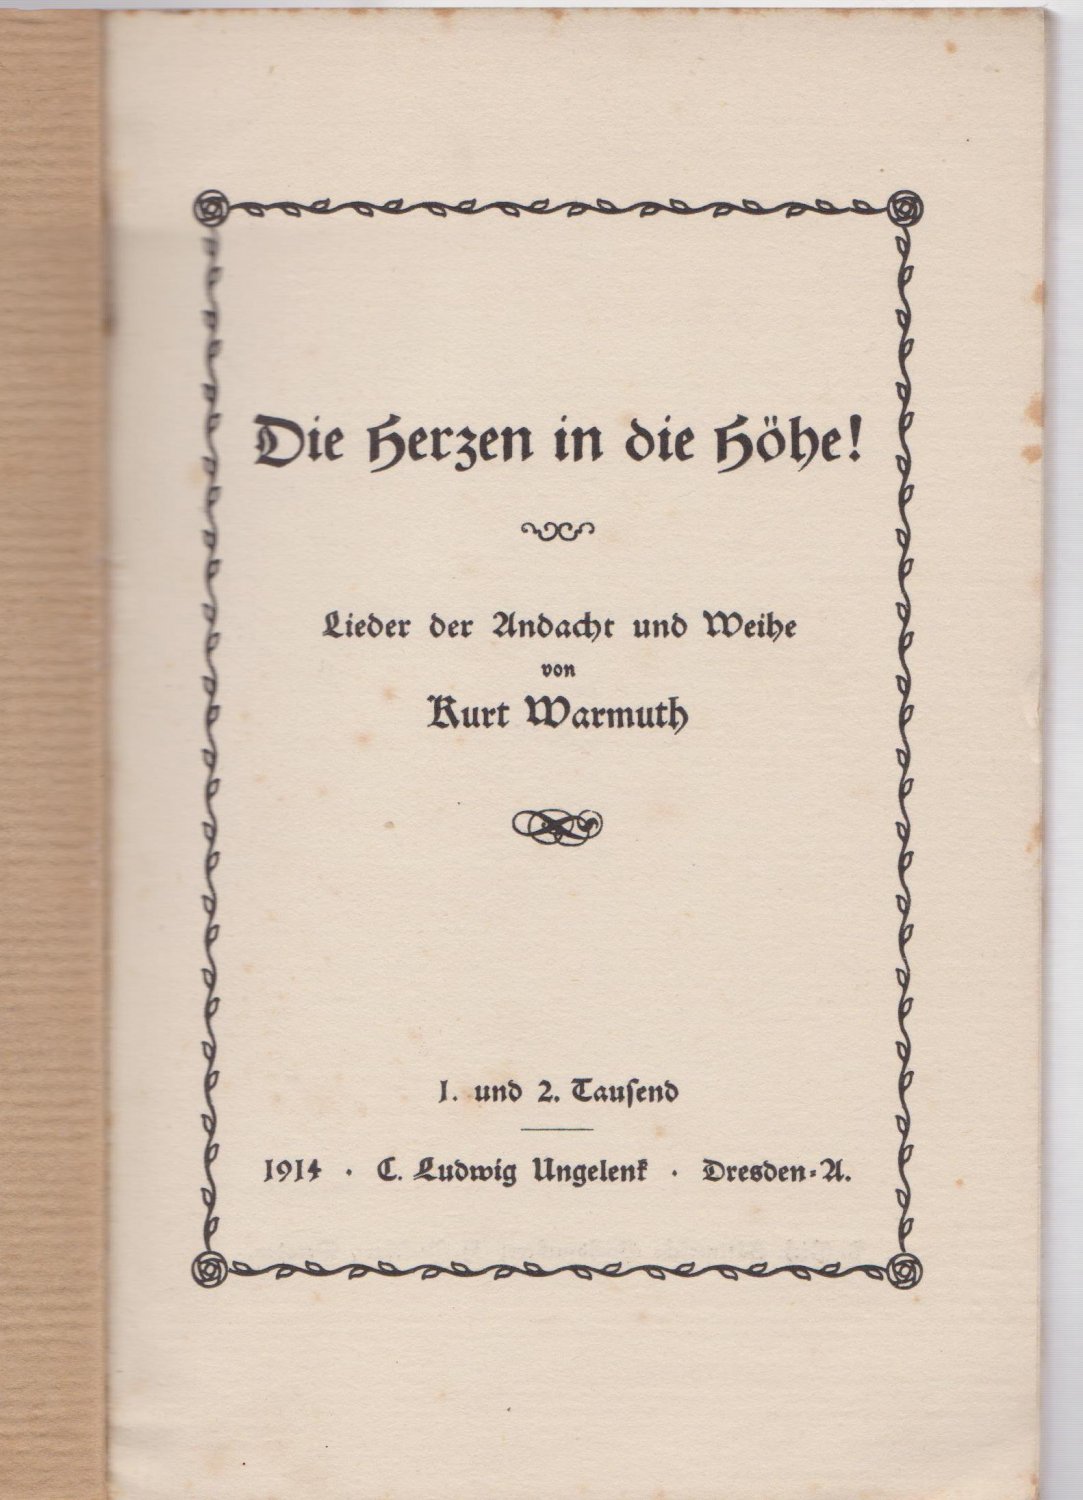 Die Herzen in die Höhe!
Lieder der Andacht und Weihe
von
Kurt Warmuth
1. und 2. Tauſend
1914 · C. Ludwig Ungelenk · Dresden-A.